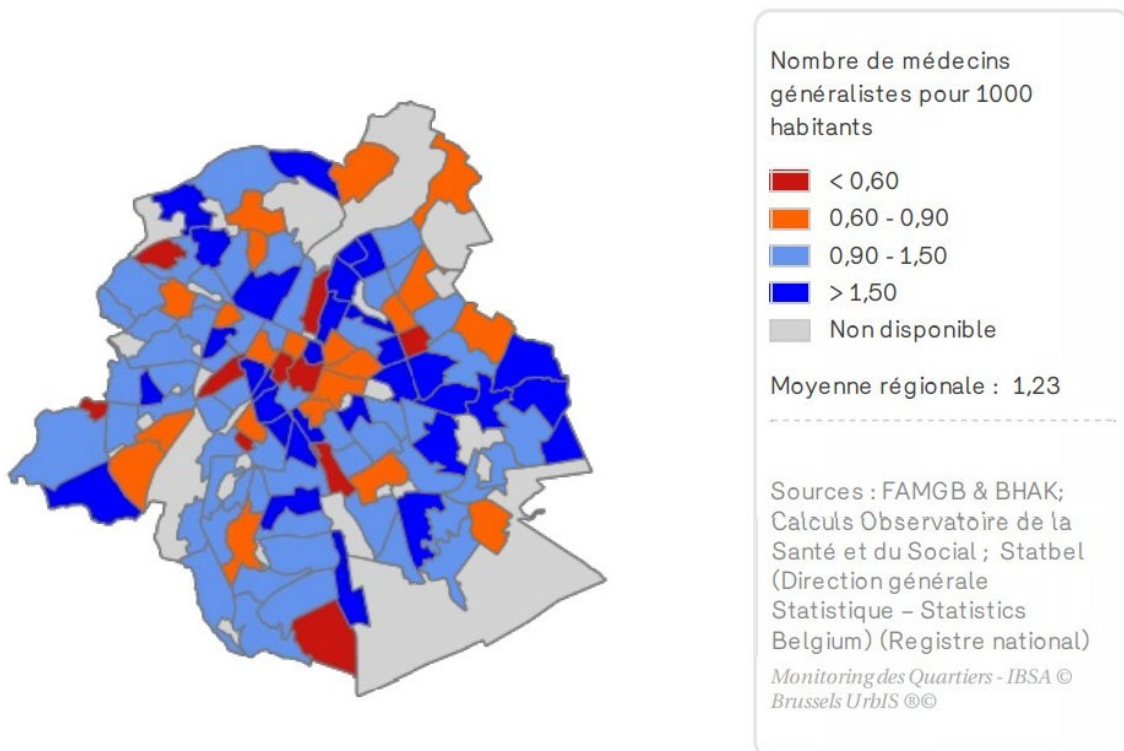 Nombre de médecins
généralistes pour 1000
habitants
< 0,60
0,60 - 0,90
0,90 - 1,50
> 1,50
Non disponible
Moyenne régionale : 1,23
Sources : FAMGB & BHAK;
Calculs Observatoire de la
Santé et du Social ; Statbel
(Direction générale
Statistique – Statistics
Belgium) (Registre national)
Monitoring des Quartiers - IBSA ©
Brussels UrbIS ®©